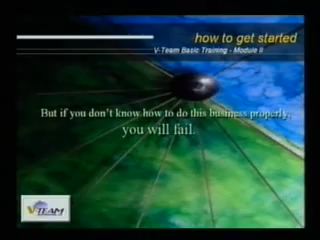 how to get started
V-Team Basic Training - Module II
But if you don't know how to do this business properly,
you will fail.
V-TEAM